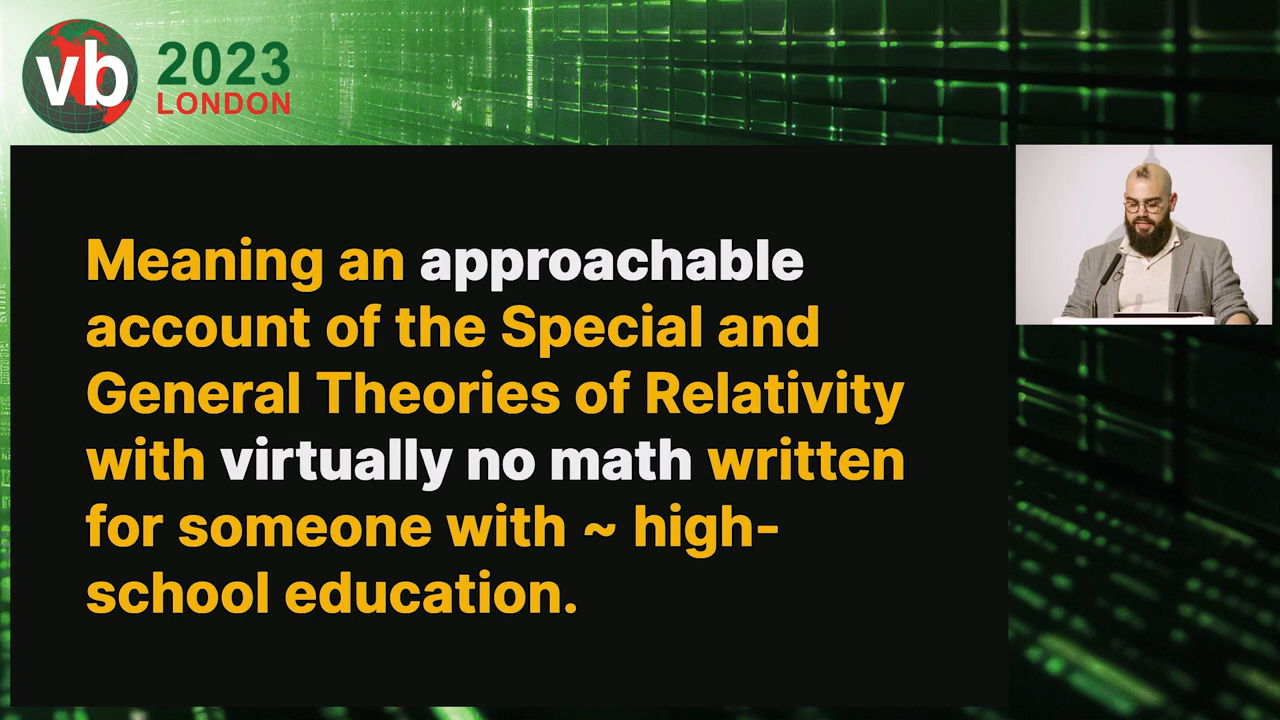 vb
2023
LONDON
Meaning an approachable
account of the Special and
General Theories of Relativity
with virtually no math written
for someone with ~ high-
school education.